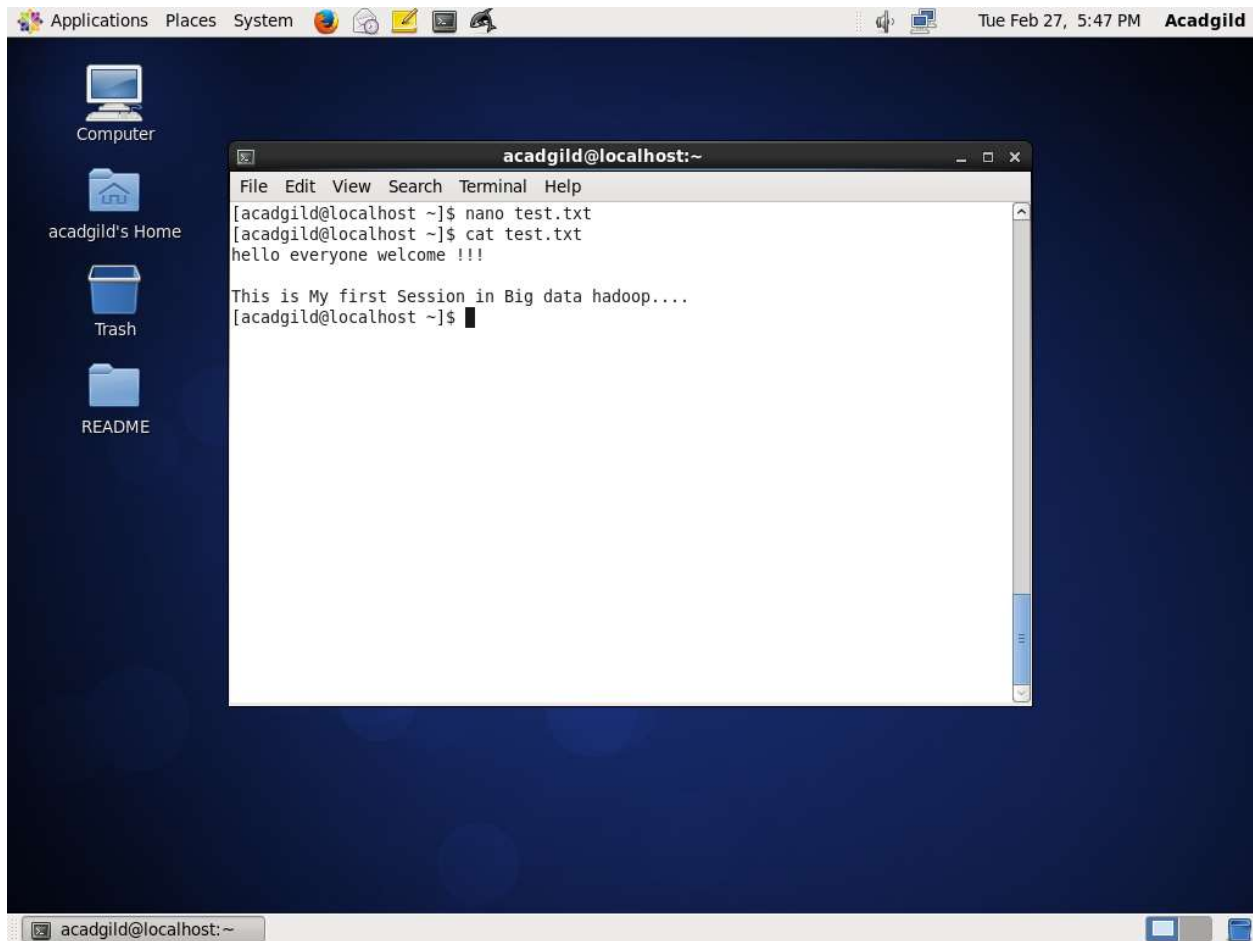 Applications Places System Tue Feb 27, 5:47 PM Acadgild
Computer
acadgild's Home
Trash
README
acadgild@localhost:~
File Edit View Search Terminal Help
[acadgild@localhost ~]$ nano test.txt
[acadgild@localhost ~]$ cat test.txt
hello everyone welcome !!!
This is My first Session in Big data hadoop....
[acadgild@localhost ~]$
acadgild@localhost:~